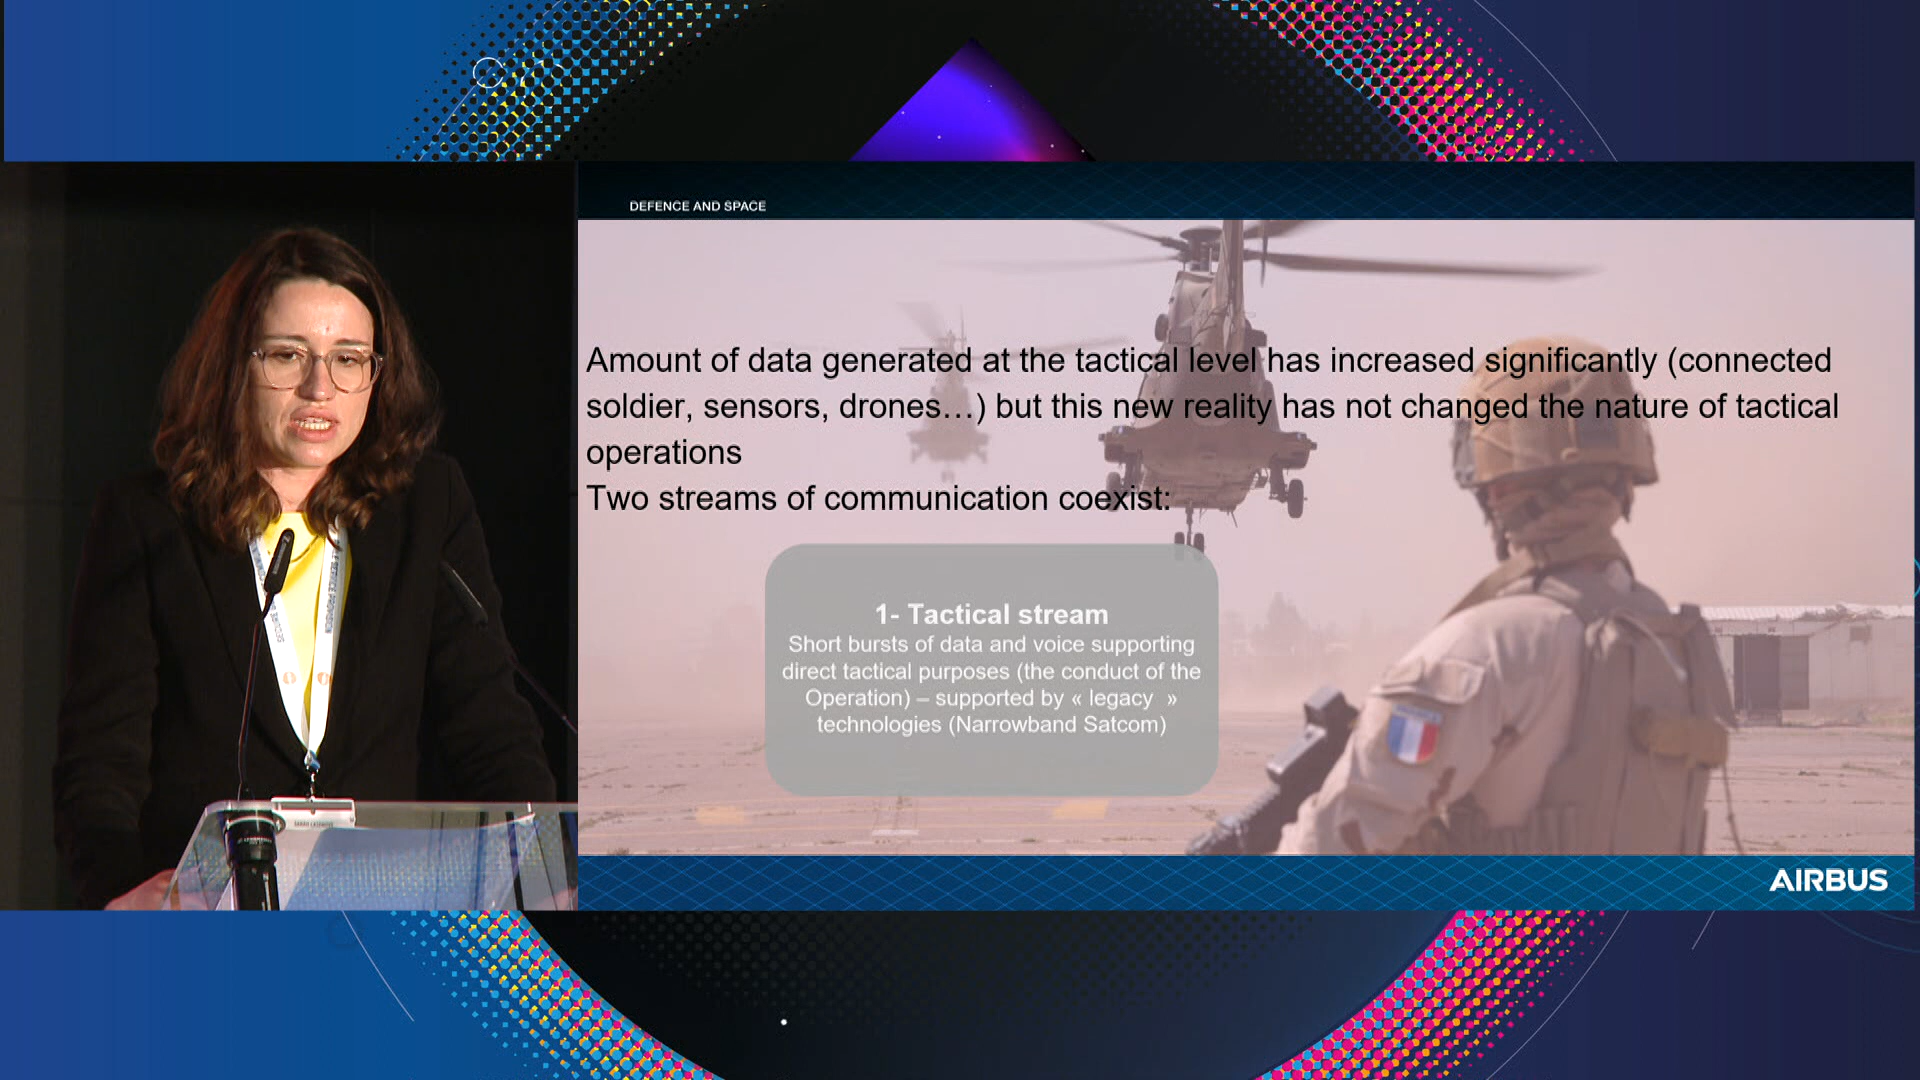 DEFENCE AND SPACE
Amount of data generated at the tactical level has increased significantly (connected
soldier, sensors, drones…) but this new reality has not changed the nature of tactical
operations
Two streams of communication coexist:
1- Tactical stream
Short bursts of data and voice supporting
direct tactical purposes (the conduct of the
Operation) – supported by « legacy  »
technologies (Narrowband Satcom)
AIRBUS